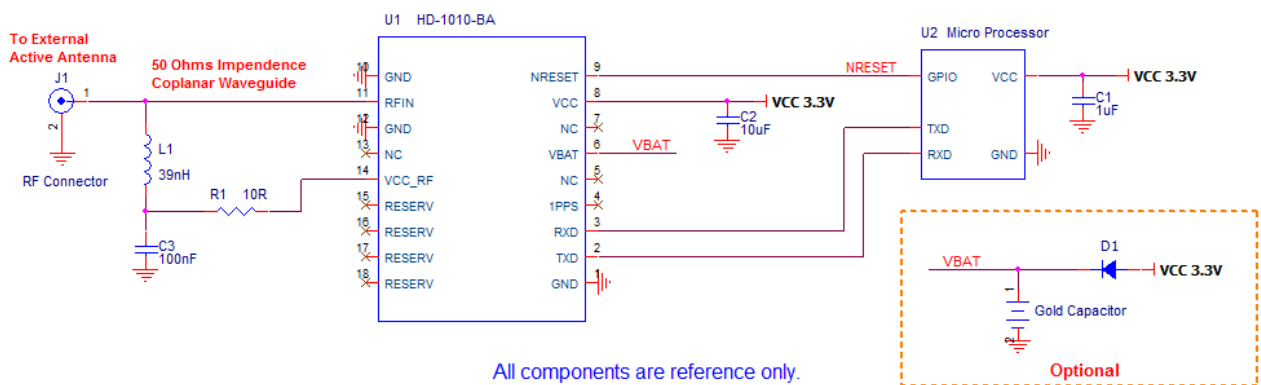 U1 HD-1010-BA
To External
Active Antenna
J1
1
2
RF Connector
50 Ohms Impendence
Coplanar Waveguide
L1
39nH
R1 10R
C3
100nF
10 GND
11 RFIN
12 GND
13 NC
14 VCC_RF
15 RESERV
16 RESERV
17 RESERV
18 RESERV
NRESET 9
VCC 8
NC 7
VBAT 6
NC 5
1PPS 4
RXD 3
TXD 2
GND 1
NRESET
VCC 3.3V
C2
10uF
VBAT
U2 Micro Processor
GPIO VCC
TXD
RXD GND
VCC 3.3V
C1
1uF
VBAT
D1
VCC 3.3V
1
Gold Capacitor
2
Optional
All components are reference only.